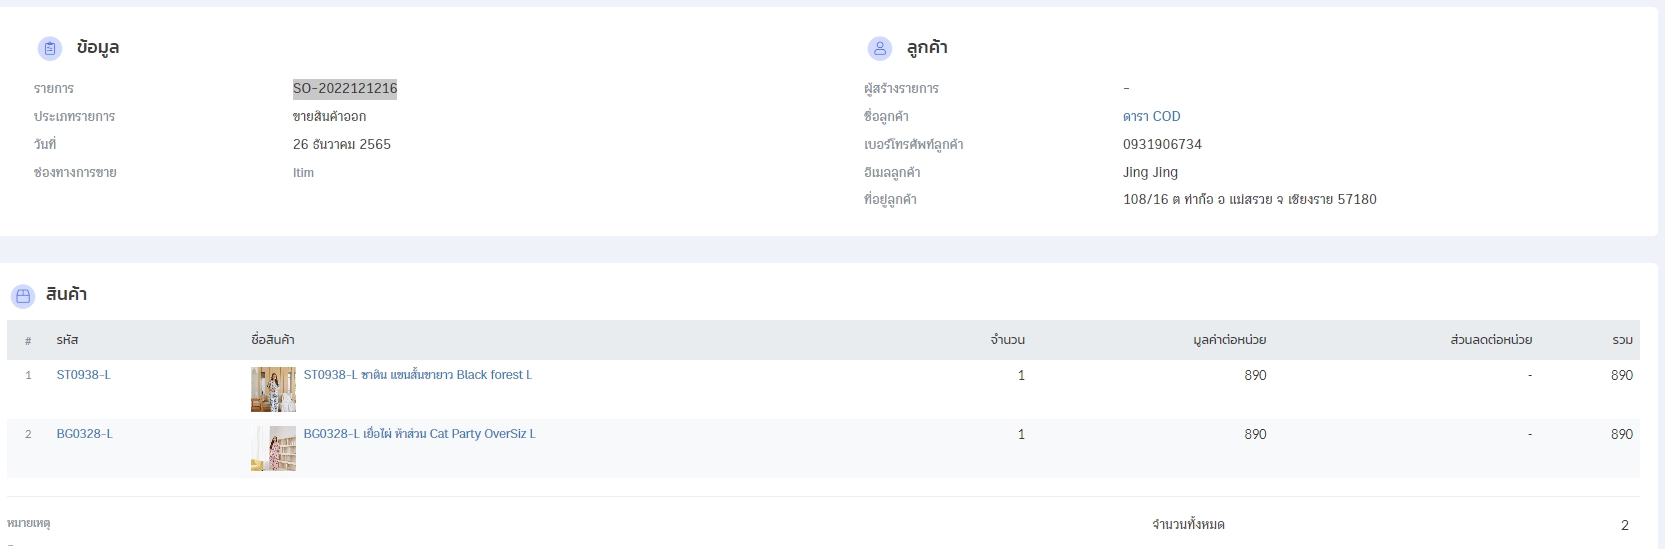 ข้อมูล
รายการ SO-2022121216
ประเภทรายการ ขายสินค้าออก
วันที่ 26 ธันวาคม 2565
ช่องทางการขาย Itim
ลูกค้า
ผู้สร้างรายการ -
ชื่อลูกค้า ดารา COD
เบอร์โทรศัพท์ลูกค้า 0931906734
อีเมลลูกค้า Jing Jing
ที่อยู่ลูกค้า 108/16 ต ท่าก๊อ อ แม่สรวย จ เชียงราย 57180
สินค้า
# รหัส ชื่อสินค้า จำนวน มูลค่าต่อหน่วย ส่วนลดต่อหน่วย รวม
1 ST0938-L ST0938-L ซาติน แขนสั้นขายาว Black forest L 1 890 - 890
2 BG0328-L BG0328-L เยื่อไผ่ ห้าส่วน Cat Party OverSiz L 1 890 - 890
หมายเหตุ จำนวนทั้งหมด 2